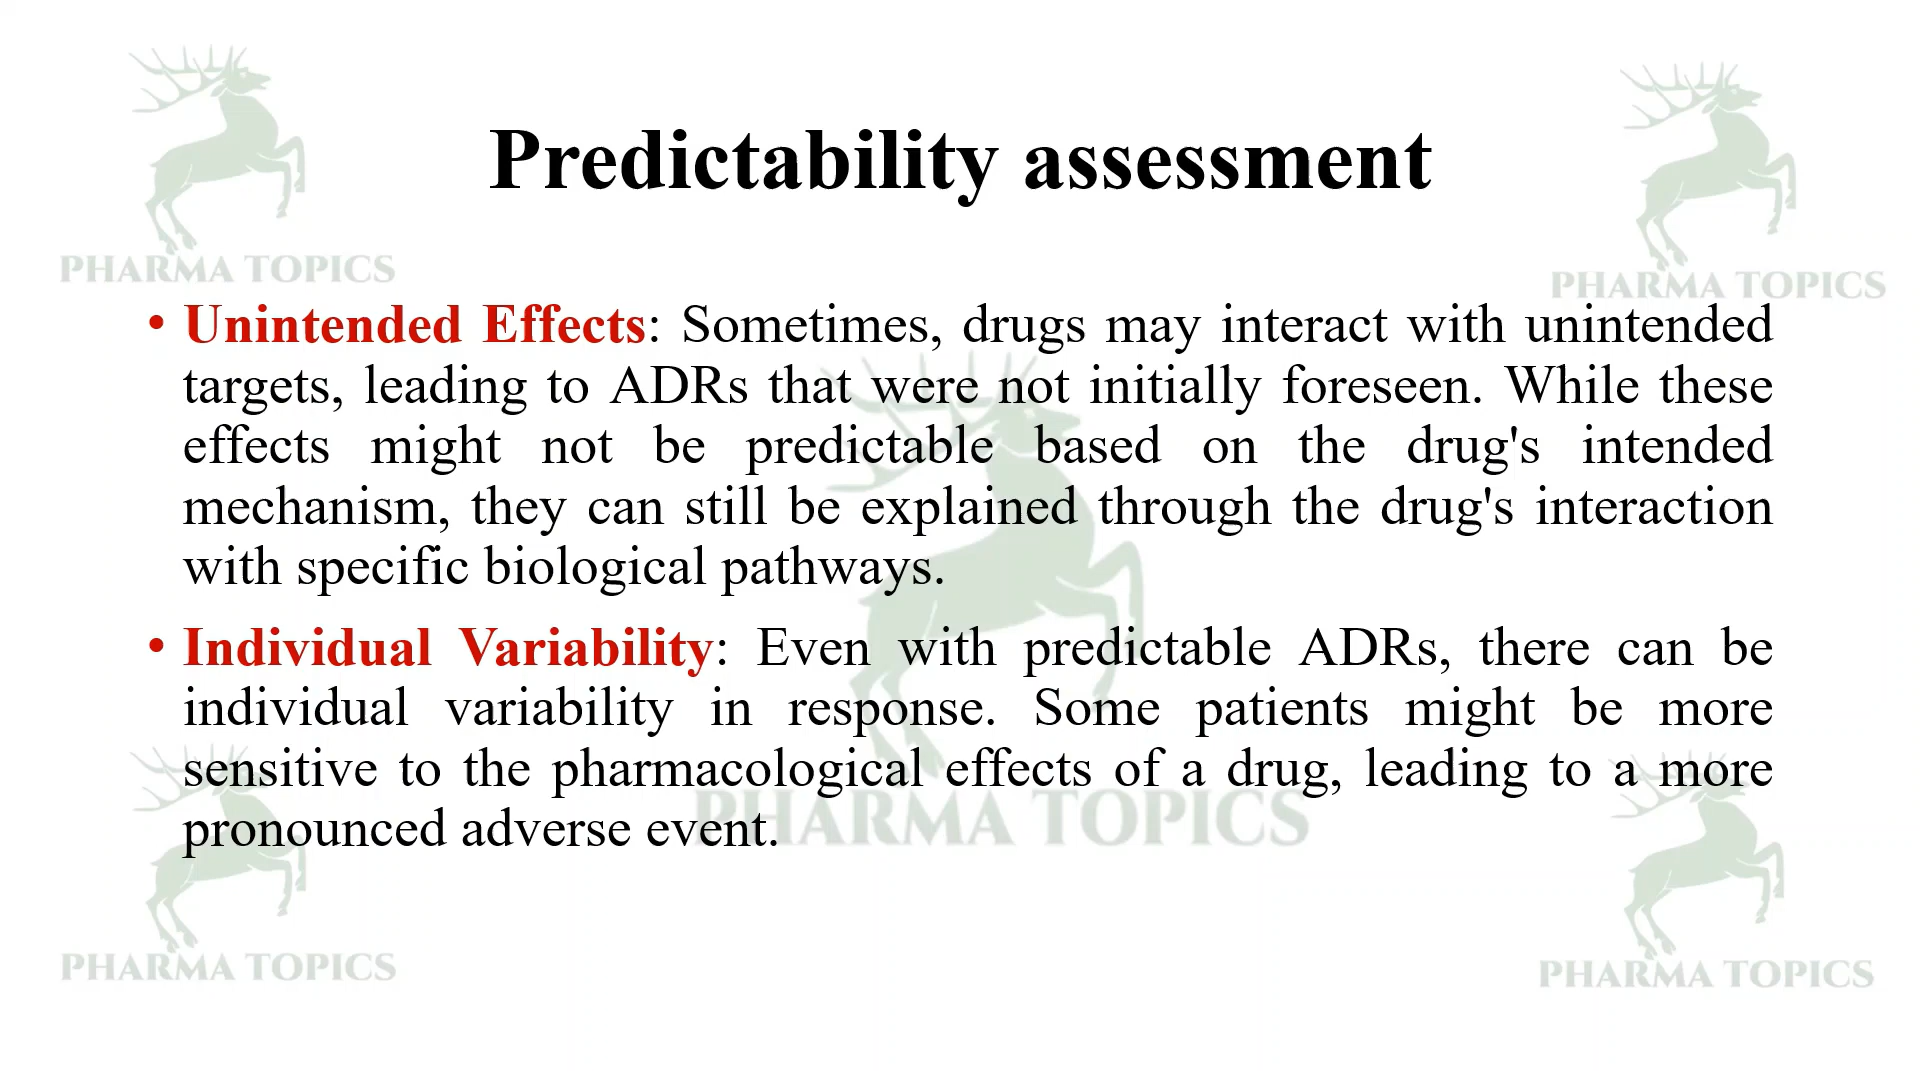 PHARMA TOPICS
PHARMA TOPICS
Predictability assessment
• Unintended Effects: Sometimes, drugs may interact with unintended
targets, leading to ADRs that were not initially foreseen. While these
effects might not be predictable based on the drug's intended
mechanism, they can still be explained through the drug's interaction
with specific biological pathways.
• Individual Variability: Even with predictable ADRs, there can be
individual variability in response. Some patients might be more
sensitive to the pharmacological effects of a drug, leading to a more
pronounced adverse event.
PHARMA TOPICS
PHARMA TOPICS
PHARMA TOPICS